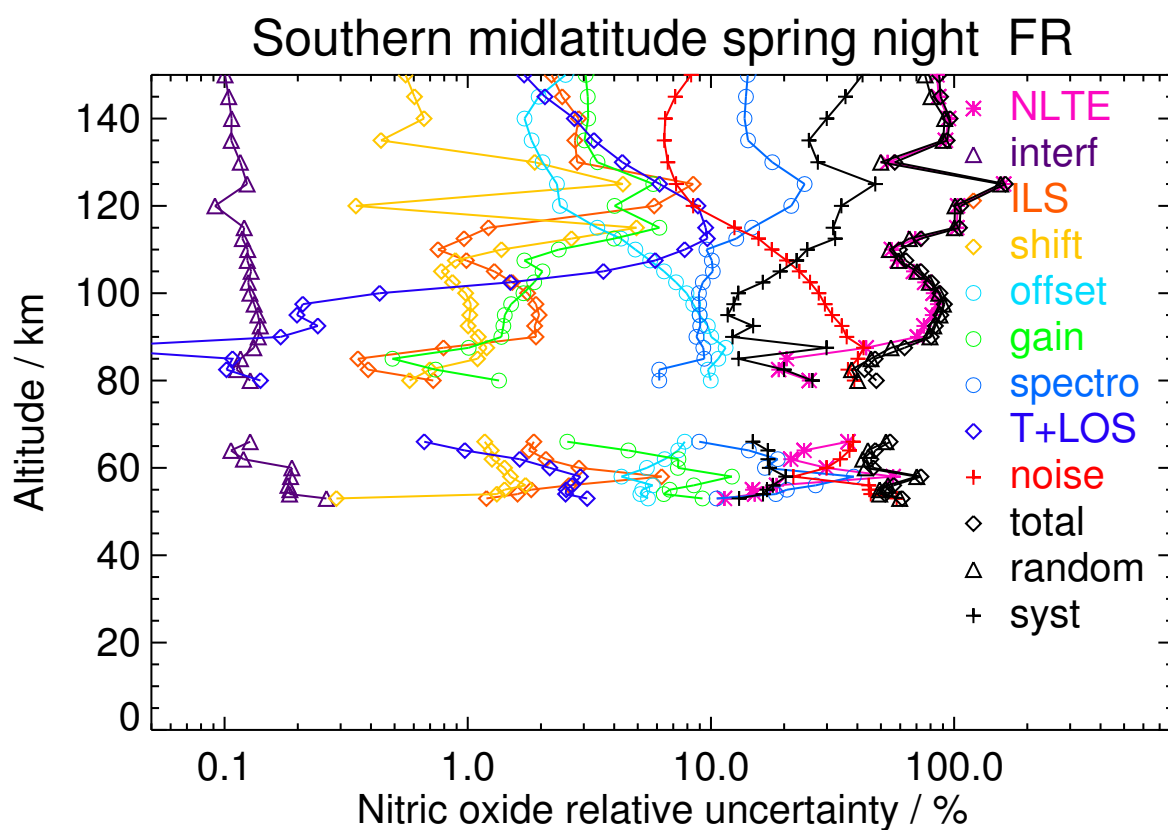 Southern midlatitude spring night FR
Altitude / km
140
120
100
80
60
40
20
0
0.1
1.0
10.0
100.0
Nitric oxide relative uncertainty / %
NLTE
interf
ILS
shift
offset
gain
spectro
T+LOS
noise
total
random
syst